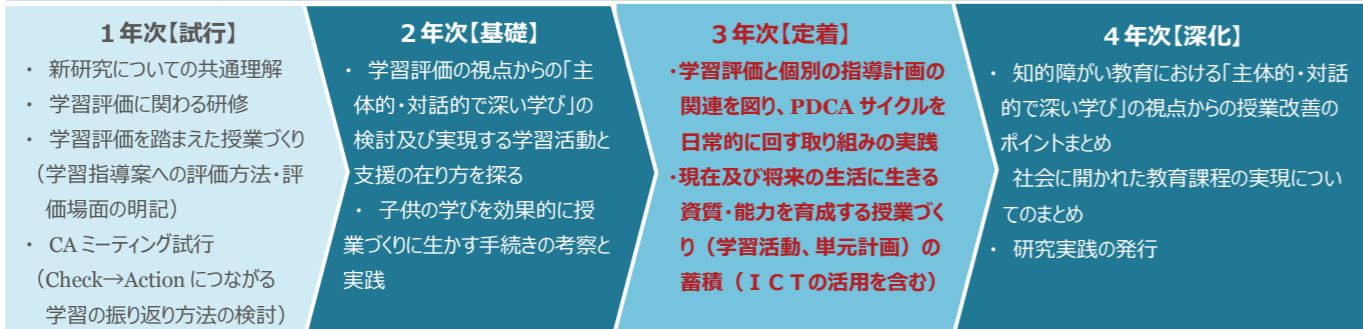 １年次【試行】
・ 新研究についての共通理解
・ 学習評価に関わる研修
・ 学習評価を踏まえた授業づくり
（学習指導案への評価方法・評
価場面の明記）
・ CAミーティング試行
（Check→Actionにつながる
学習の振り返り方法の検討）
２年次【基礎】
・ 学習評価の視点からの「主
体的・対話的で深い学び」の
検討及び実現する学習活動と
支援の在り方を探る
・ 子供の学びを効果的に授
業づくりに生かす手続きの考察と
実践
３年次【定着】
・学習評価と個別の指導計画の
関連を図り、PDCAサイクルを
日常的に回す取り組みの実践
・現在及び将来の生活に生きる
資質・能力を育成する授業づく
り（学習活動、単元計画）の
蓄積（ＩＣＴの活用を含む）
４年次【深化】
・ 知的障がい教育における「主体的・対話
的で深い学び」の視点からの授業改善の
ポイントまとめ
社会に開かれた教育課程の実現につい
てのまとめ
・ 研究実践の発行